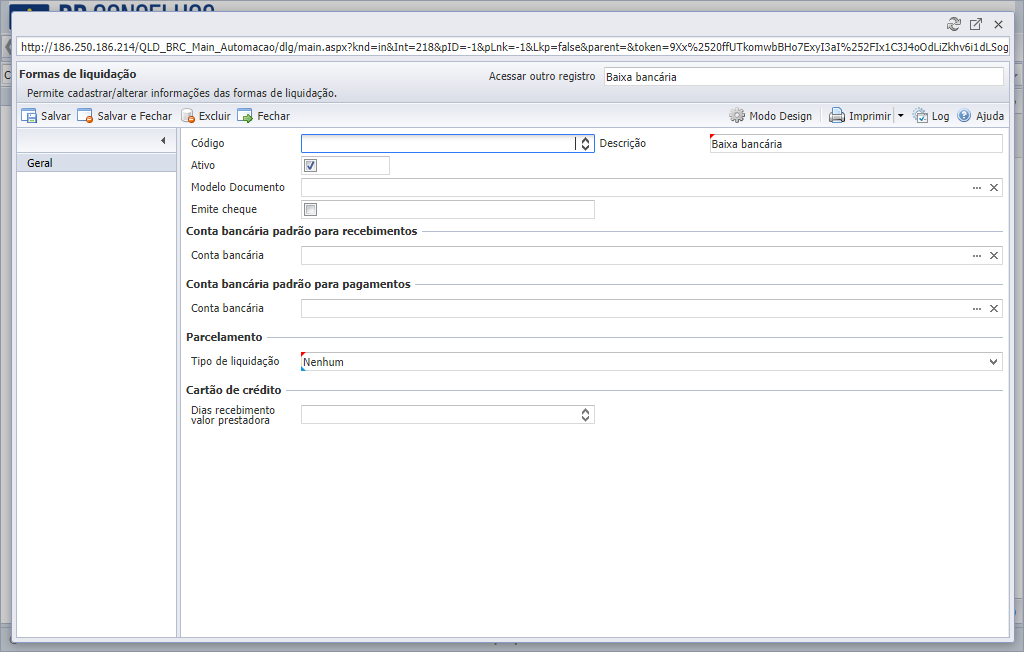 BR CONSELHOS
http://186.250.186.214/QLD_BRC_Main_Automacao/dlg/main.aspx?knd=in&Int=218&pID=-1&pLnk=-1&Lkp=false&parent=&token=9Xx%2520ffUTkomwbBHo7ExyI3aI%252FIx1C3J4oOdLiZkhv6i1dLSog
Formas de liquidação
Acessar outro registro Baixa bancária
Permite cadastrar/alterar informações das formas de liquidação.
Salvar Salvar e Fechar Excluir Fechar Modo Design Imprimir Log Ajuda
Geral
Código Descrição Baixa bancária
Ativo
Modelo Documento
Emite cheque
Conta bancária padrão para recebimentos
Conta bancária
Conta bancária padrão para pagamentos
Conta bancária
Parcelamento
Tipo de liquidação Nenhum
Cartão de crédito
Dias recebimento
valor prestadora